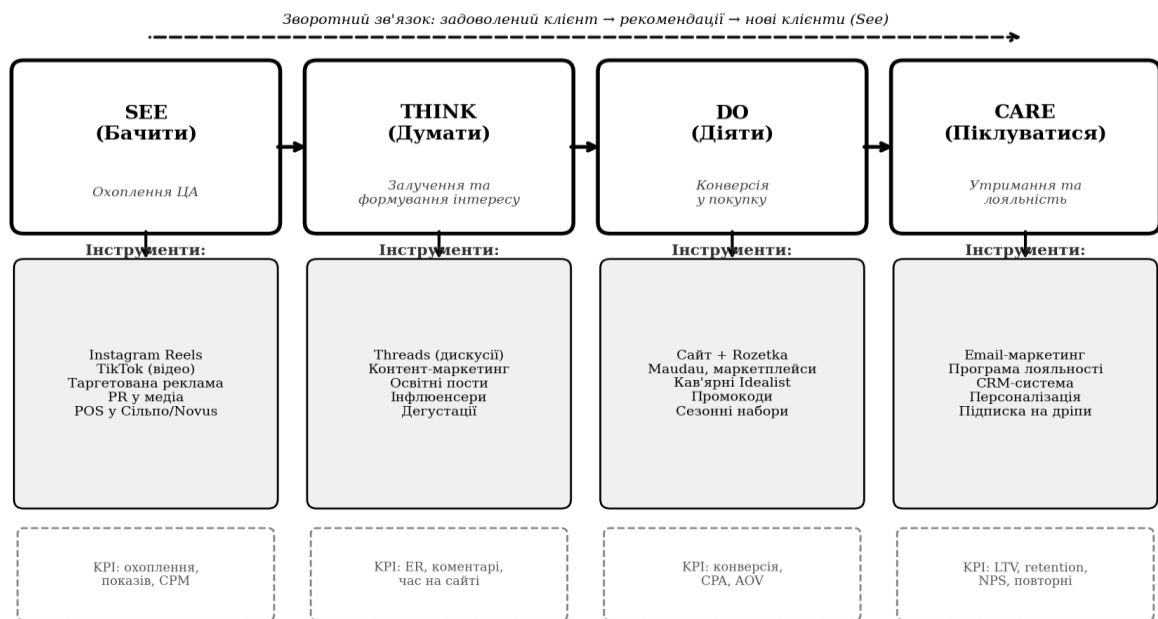 Зворотний зв'язок: задоволений клієнт → рекомендації → нові клієнти (See)
SEE
(Бачити)
Охоплення ЦА
THINK
(Думати)
Залучення та
формування інтересу
DO
(Діяти)
Конверсія
у покупку
CARE
(Піклуватися)
Утримання та
лояльність
Інструменти:
Instagram Reels
TikTok (відео)
Таргетована реклама
PR у медіа
POS у Сільпо/Novus
Інструменти:
Threads (дискусії)
Контент-маркетинг
Освітні пости
Інфлюенсери
Дегустації
Інструменти:
Сайт + Rozetka
Maudau, маркетплейси
Кав'ярні Idealist
Промокоди
Сезонні набори
Інструменти:
Email-маркетинг
Програма лояльності
CRM-система
Персоналізація
Підписка на дріпи
KPI: охоплення,
показів, CPM
KPI: ER, коментарі,
час на сайті
KPI: конверсія,
CPA, AOV
KPI: LTV, retention,
NPS, повторні